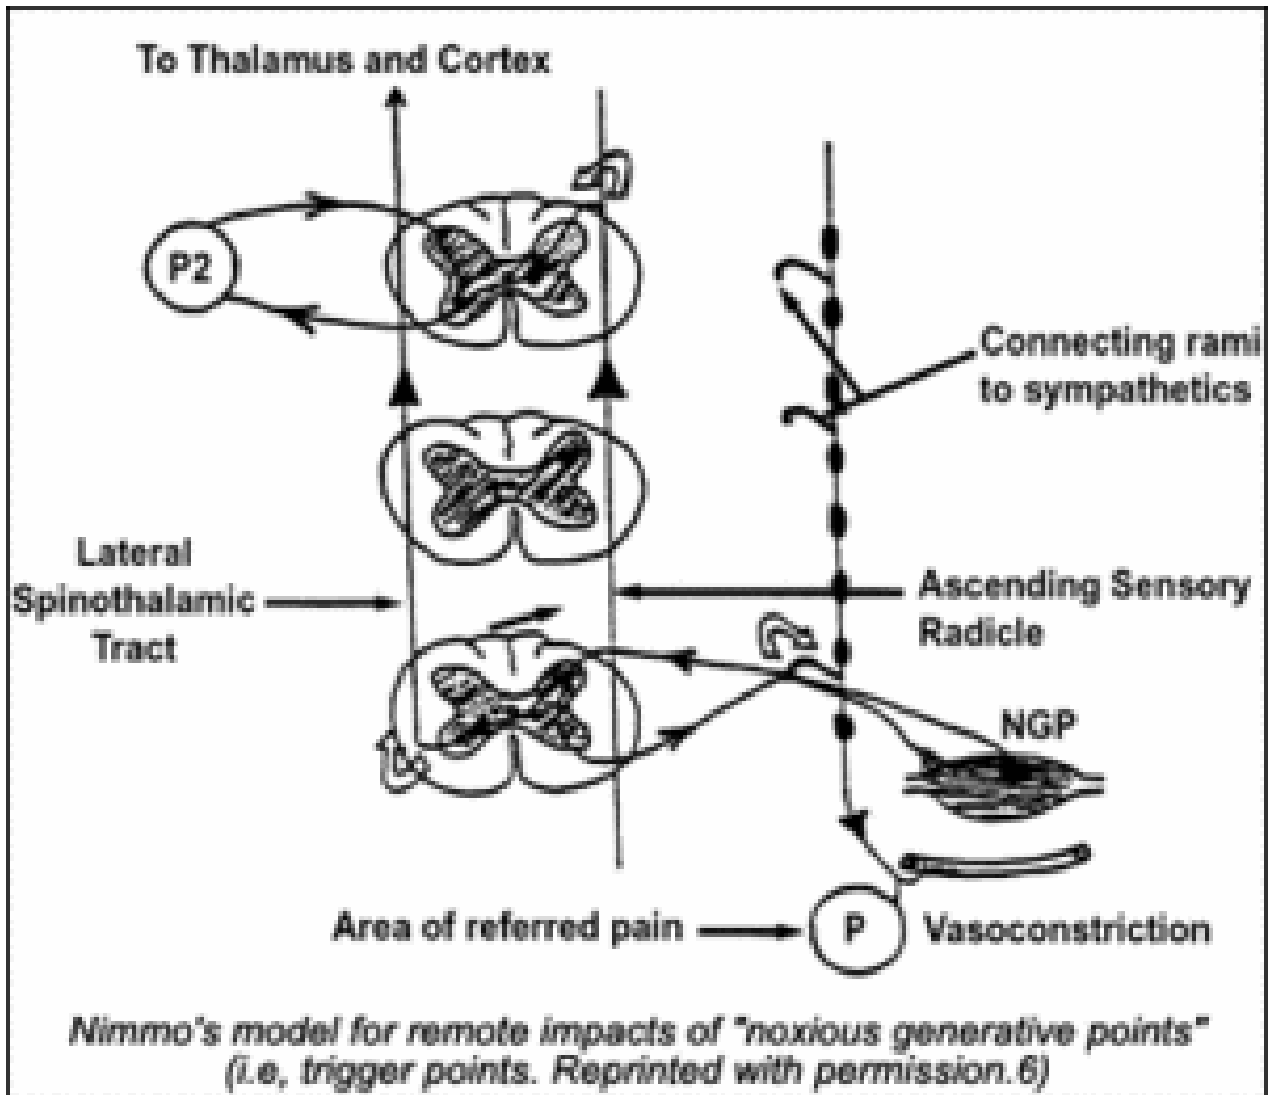 To Thalamus and Cortex
P2
Connecting rami
to sympathetics
Lateral
Spinothalamic
Tract
Ascending Sensory
Radicle
NGP
Area of referred pain
P
Vasoconstriction
Nimmo's model for remote impacts of "noxious generative points"
(i.e, trigger points. Reprinted with permission.6)